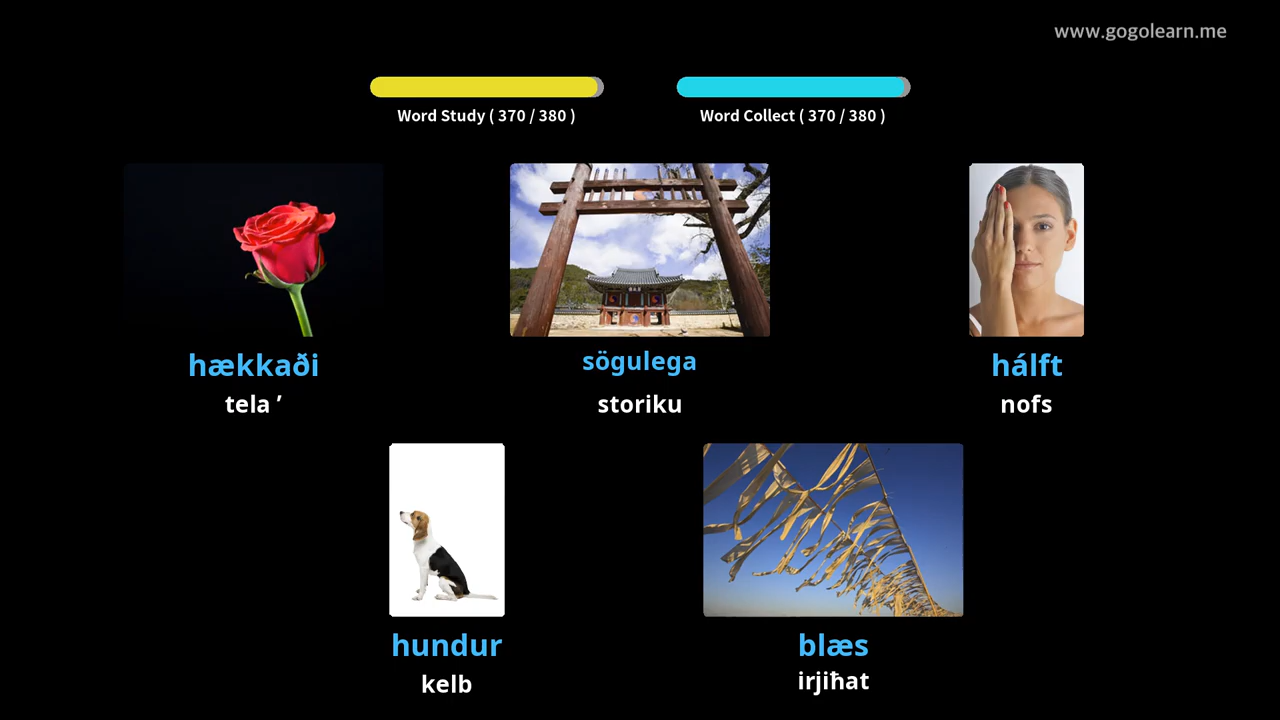 www.gogolearn.me
Word Study ( 370 / 380 )
Word Collect ( 370 / 380 )
hækkaði
tela ’
sögulega
storiku
hálft
nofs
hundur
kelb
blæs
irjiħat